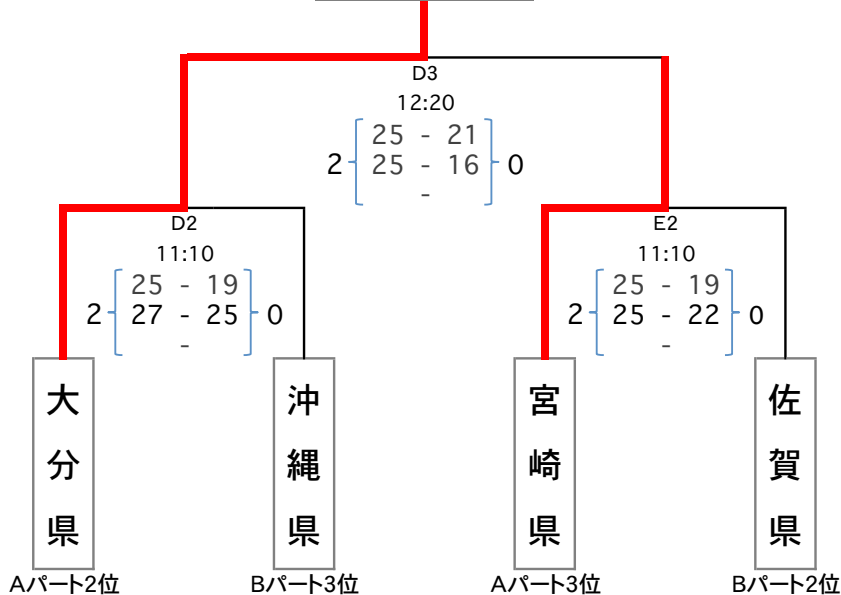 D3
12:20
25 - 21
2 25 - 16 0
-
D2
11:10
25 - 19
2 27 - 25 0
-
E2
11:10
25 - 19
2 25 - 22 0
-
大分県
沖縄県
宮崎県
佐賀県
Aパート2位
Bパート3位
Aパート3位
Bパート2位